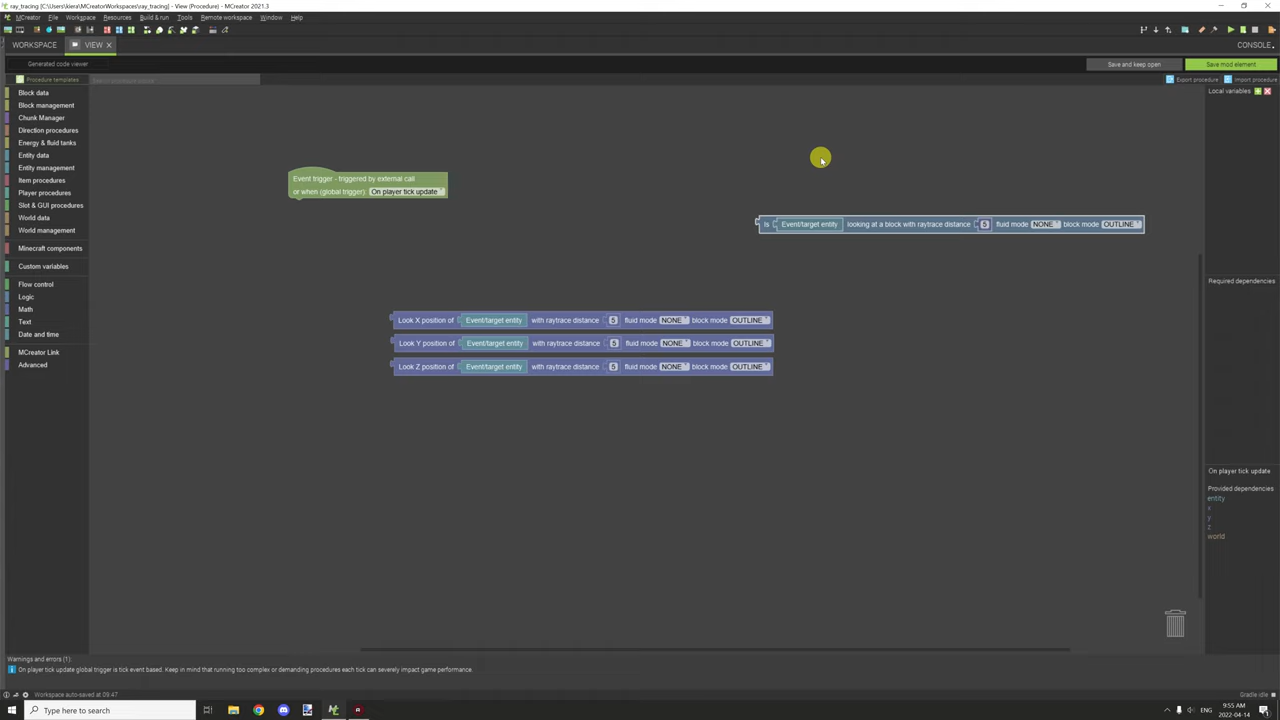 ray_tracing [C:\Users\kiera\MCreatorWorkspaces\ray_tracing] - View (Procedure) - MCreator 2021.3
MCreator File Workspace Resources Build & run Tools Remote workspace Window Help
WORKSPACE VIEW
CONSOLE
Generated code viewer
Save and keep open
Save mod element
Procedure templates
Export procedure
Import procedure
Block data
Block management
Chunk Manager
Direction procedures
Energy & fluid tanks
Entity data
Entity management
Item procedures
Player procedures
Slot & GUI procedures
World data
World management
Minecraft components
Custom variables
Flow control
Logic
Math
Text
Date and time
MCreator Link
Advanced
Event trigger - triggered by external call
or when (global trigger): On player tick update
Is Event/target entity looking at a block with raytrace distance 5 fluid mode NONE block mode OUTLINE
Look X position of Event/target entity with raytrace distance 5 fluid mode NONE block mode OUTLINE
Look Y position of Event/target entity with raytrace distance 5 fluid mode NONE block mode OUTLINE
Look Z position of Event/target entity with raytrace distance 5 fluid mode NONE block mode OUTLINE
Local variables
Required dependencies
On player tick update
Provided dependencies
entity
x
y
z
world
Warnings and errors (1):
On player tick update global trigger is tick event based. Keep in mind that running too complex or demanding procedures each tick can severely impact game performance.
Workspace auto-saved at 09:47
Gradle idle
Type here to search
ENG
9:55 AM
2022-04-14